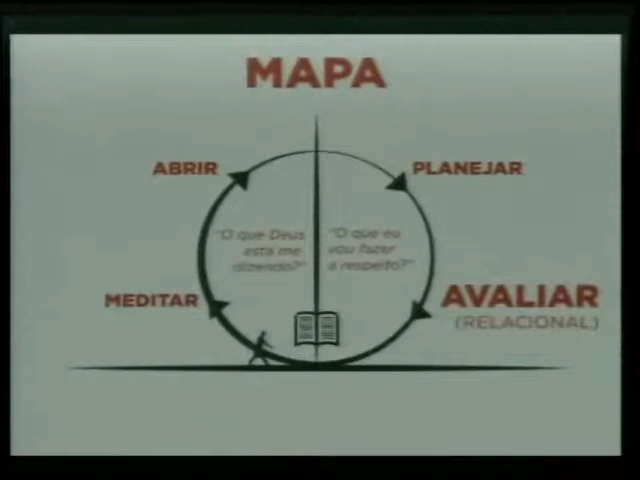 MAPA
ABRIR
PLANEJAR
"O que Deus
está me
dizendo?"
"O que eu
vou fazer
a respeito?"
MEDITAR
AVALIAR
(RELACIONAL)